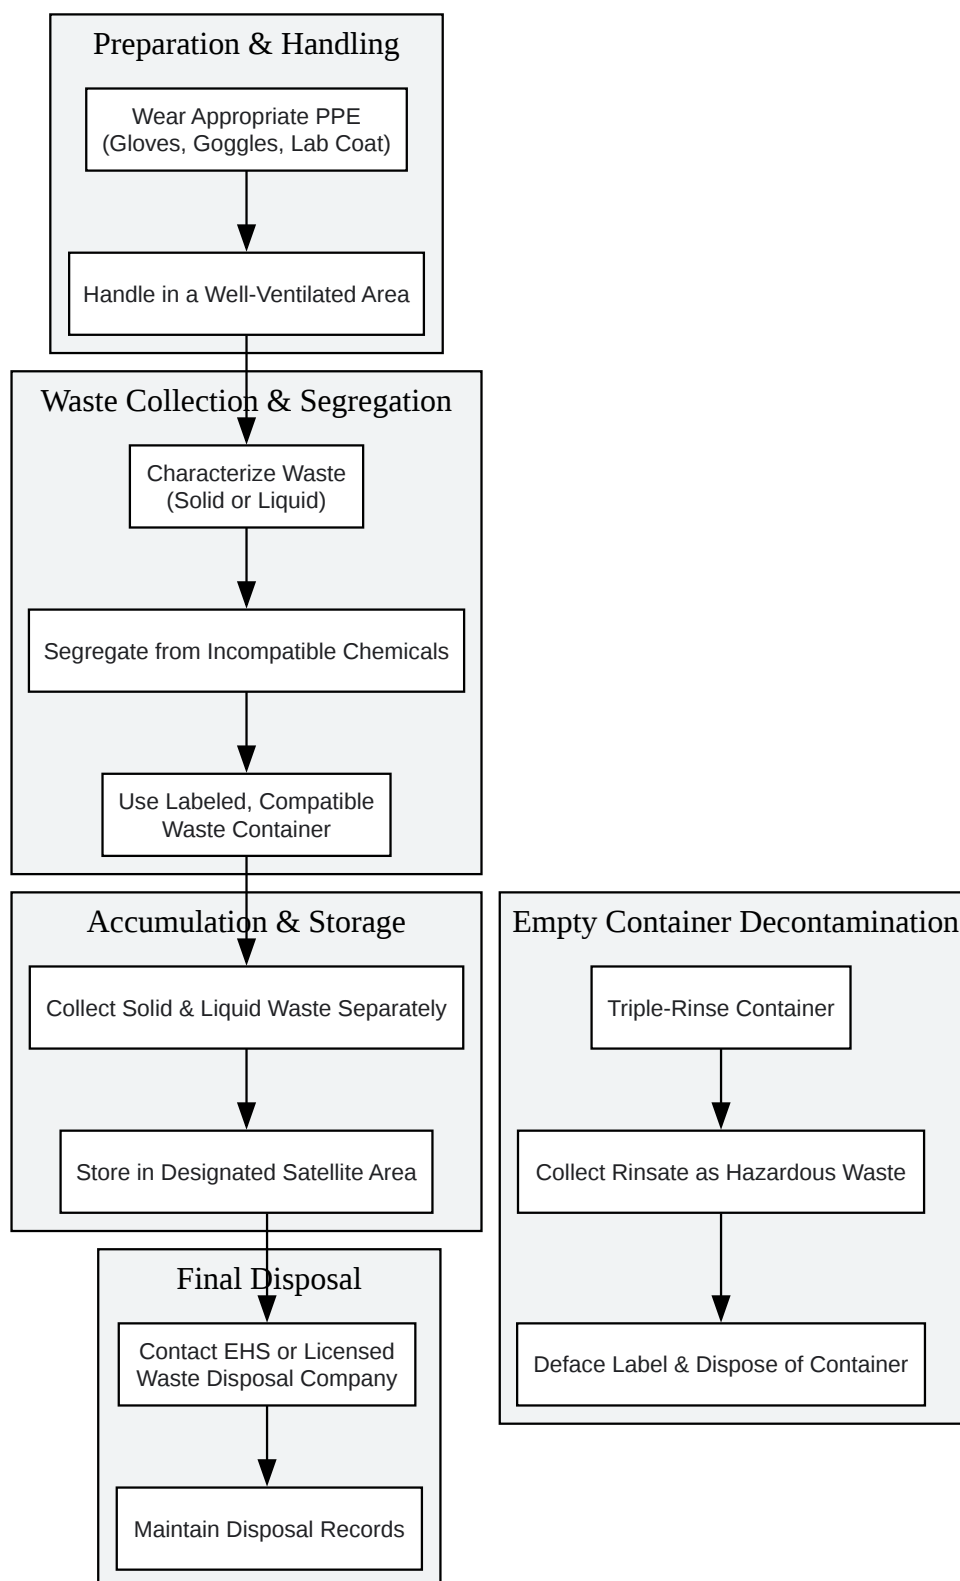 Preparation & Handling
Wear Appropriate PPE
(Gloves, Goggles, Lab Coat)
Handle in a Well-Ventilated Area
Waste Collection & Segregation
Characterize Waste
(Solid or Liquid)
Segregate from Incompatible Chemicals
Use Labeled, Compatible
Waste Container
Accumulation & Storage
Collect Solid & Liquid Waste Separately
Store in Designated Satellite Area
Final Disposal
Contact EHS or Licensed
Waste Disposal Company
Maintain Disposal Records
Empty Container Decontamination
Triple-Rinse Container
Collect Rinsate as Hazardous Waste
Deface Label & Dispose of Container